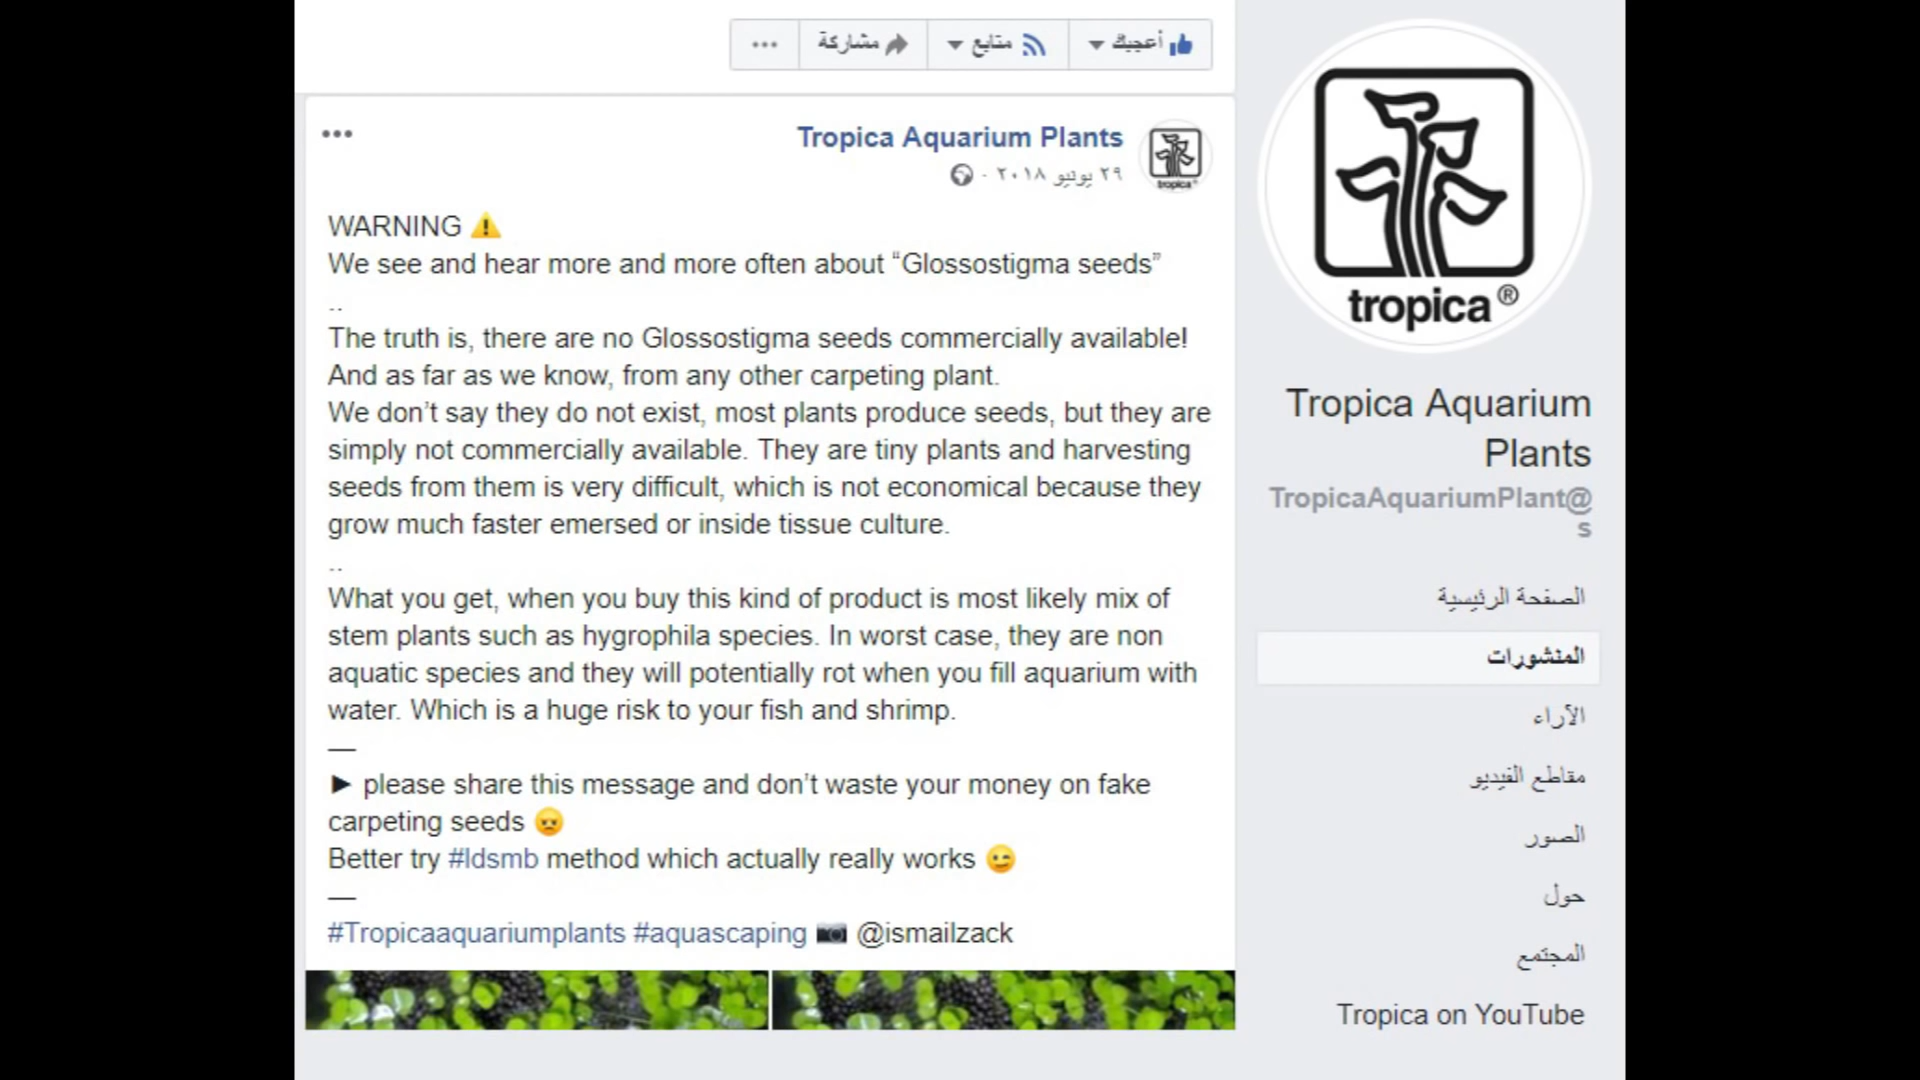 أعجبك
متابع
مشاركة
Tropica Aquarium Plants
٢٩ يونيو ٢٠١٨ ·
tropica®
WARNING ⚠️
We see and hear more and more often about “Glossostigma seeds”
..
The truth is, there are no Glossostigma seeds commercially available!
And as far as we know, from any other carpeting plant.
We don’t say they do not exist, most plants produce seeds, but they are
simply not commercially available. They are tiny plants and harvesting
seeds from them is very difficult, which is not economical because they
grow much faster emersed or inside tissue culture.
..
What you get, when you buy this kind of product is most likely mix of
stem plants such as hygrophila species. In worst case, they are non
aquatic species and they will potentially rot when you fill aquarium with
water. Which is a huge risk to your fish and shrimp.
—
► please share this message and don’t waste your money on fake
carpeting seeds 😠
Better try #ldsmb method which actually really works 😉
—
#Tropicaaquariumplants #aquascaping 📷 @ismailzack
tropica®
Tropica Aquarium
Plants
TropicaAquariumPlant@
s
الصفحة الرئيسية
المنشورات
الآراء
مقاطع الفيديو
الصور
حول
المجتمع
Tropica on YouTube